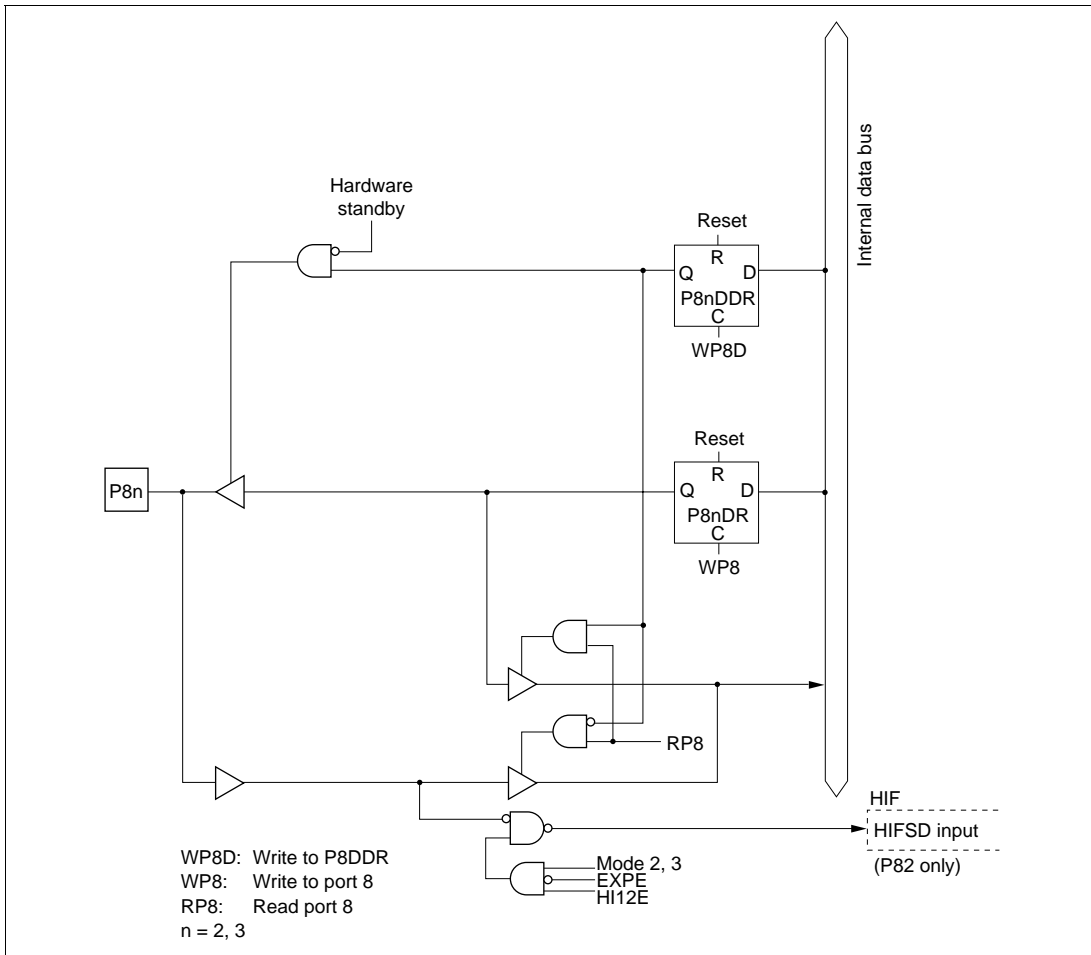 Hardware
standby
Reset
R
Q
D
P8nDDR
C
WP8D
Internal data bus
Reset
R
Q
D
P8nDR
C
WP8
P8n
RP8
HIF
HIFSD input
(P82 only)
Mode 2, 3
EXPE
HI12E
WP8D: Write to P8DDR
WP8: Write to port 8
RP8: Read port 8
n = 2, 3